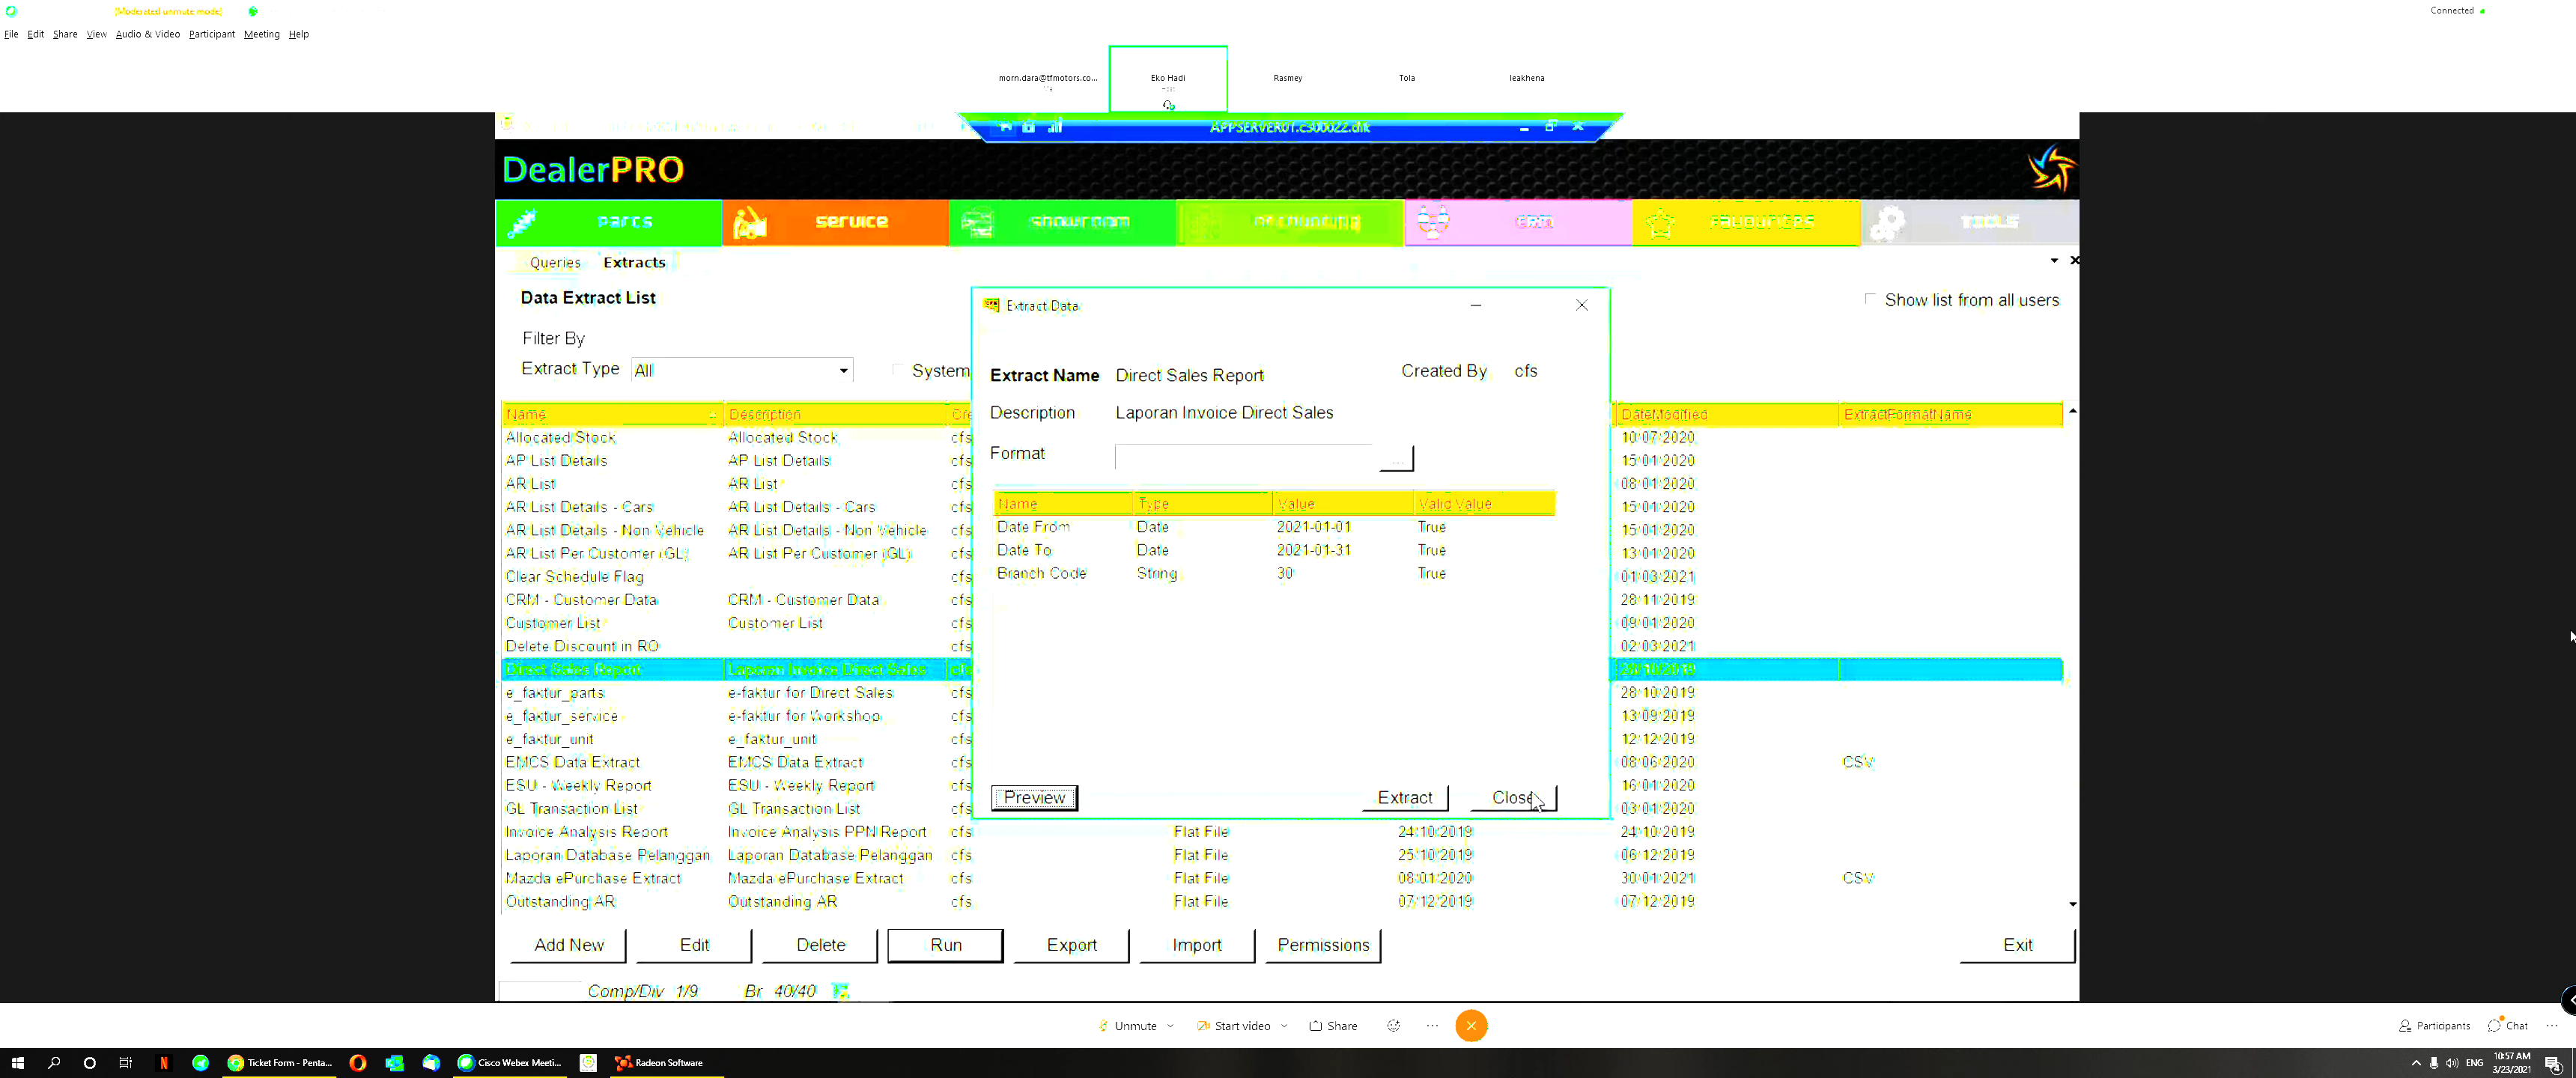 [Moderated unmute mode]
Connected
File Edit Share View Audio & Video Participant Meeting Help
morn.dara@tfmotors.co... Eko Hadi Rasmey Tola leakhena
APPSERVER01.c300022.dlk
DealerPRO
parts service showroom accounting crm favourites tools
Queries Extracts
Data Extract List
Show list from all users
Filter By
Extract Type All System
Extract Data
Extract Name Direct Sales Report Created By cfs
Description Laporan Invoice Direct Sales
Format ...
Name Type Value Valid Value
Date From Date 2021-01-01 True
Date To Date 2021-01-31 True
Branch Code String 30 True
Preview Extract Close
Name Description Cre DateModified ExtractFormatName
Allocated Stock Allocated Stock cfs 10/07/2020
AP List Details AP List Details cfs 15/01/2020
AR List AR List cfs 08/01/2020
AR List Details - Cars AR List Details - Cars cfs 15/01/2020
AR List Details - Non Vehicle AR List Details - Non Vehicle cfs 15/01/2020
AR List Per Customer (GL) AR List Per Customer (GL) cfs 13/01/2020
Clear Schedule Flag cfs 01/03/2021
CRM - Customer Data CRM - Customer Data cfs 28/11/2019
Customer List Customer List cfs 09/01/2020
Delete Discount in RO cfs 02/03/2021
Direct Sales Report Laporan Invoice Direct Sales cfs 28/10/2019
e_faktur_parts e-faktur for Direct Sales cfs 28/10/2019
e_faktur_service e-faktur for Workshop cfs 13/09/2019
e_faktur_unit e_faktur_unit cfs 12/12/2019
EMCS Data Extract EMCS Data Extract cfs 08/06/2020 CSV
ESU - Weekly Report ESU - Weekly Report cfs 16/01/2020
GL Transaction List GL Transaction List cfs 03/01/2020
Invoice Analysis Report Invoice Analysis PPN Report cfs Flat File 24/10/2019 24/10/2019
Laporan Database Pelanggan Laporan Database Pelanggan cfs Flat File 25/10/2019 06/12/2019
Mazda ePurchase Extract Mazda ePurchase Extract cfs Flat File 08/01/2020 30/01/2021 CSV
Outstanding AR Outstanding AR cfs Flat File 07/12/2019 07/12/2019
Add New Edit Delete Run Export Import Permissions Exit
Comp/Div 1/9 Br 40/40
Unmute Start video Share Participants Chat
Ticket Form - Penta... Cisco Webex Meeti... Radeon Software ENG 10:57 AM
3/23/2021